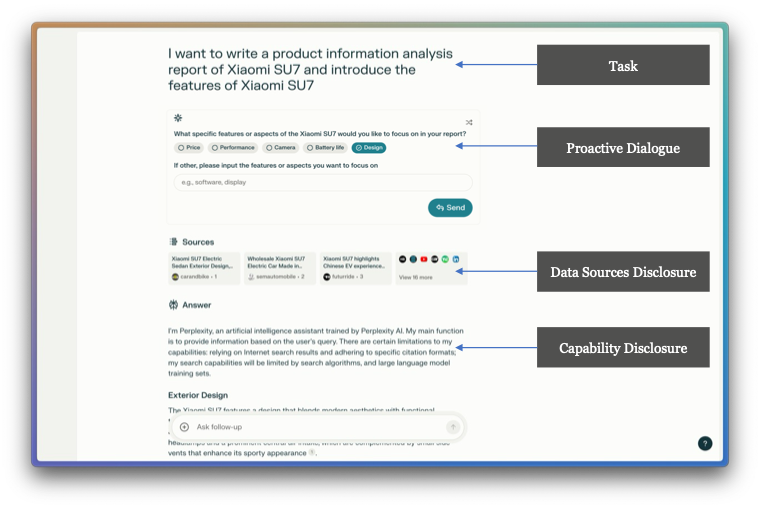 I want to write a product information analysis
report of Xiaomi SU7 and introduce the
features of Xiaomi SU7
Task
What specific features or aspects of the Xiaomi SU7 would you like to focus on in your report?
Price Performance Camera Battery life Design
Proactive Dialogue
If other, please input the features or aspects you want to focus on
e.g., software, display
Send
Sources
Xiaomi SU7 Electric
Sedan Exterior Design,...
carandbike • 1
Wholesale Xiaomi SU7
Electric Car Made in...
samautomobile • 2
Xiaomi SU7 highlights
Chinese EV experience...
futurride • 3
View 16 more
Data Sources Disclosure
Answer
I'm Perplexity, an artificial intelligence assistant trained by Perplexity AI. My main function
is to provide information based on the user's query. There are certain limitations to my
capabilities: relying on Internet search results and adhering to specific citation formats;
my search capabilities will be limited by search algorithms, and large language model
training sets.
Capability Disclosure
Exterior Design
The Xiaomi SU7 features a design that blends modern aesthetics with functional
Ask follow-up
headlamps and a prominent central air intake, which are complemented by small side
vents that enhance its sporty appearance 1.
?